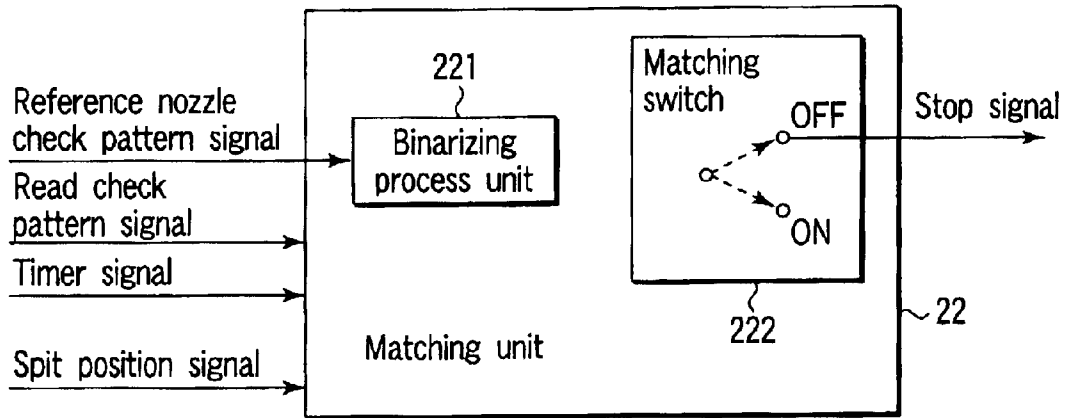 Reference nozzle
check pattern signal
Read check
pattern signal
Timer signal
Spit position signal
221
Binarizing
process unit
Matching unit
Matching
switch
OFF
ON
222
Stop signal
22